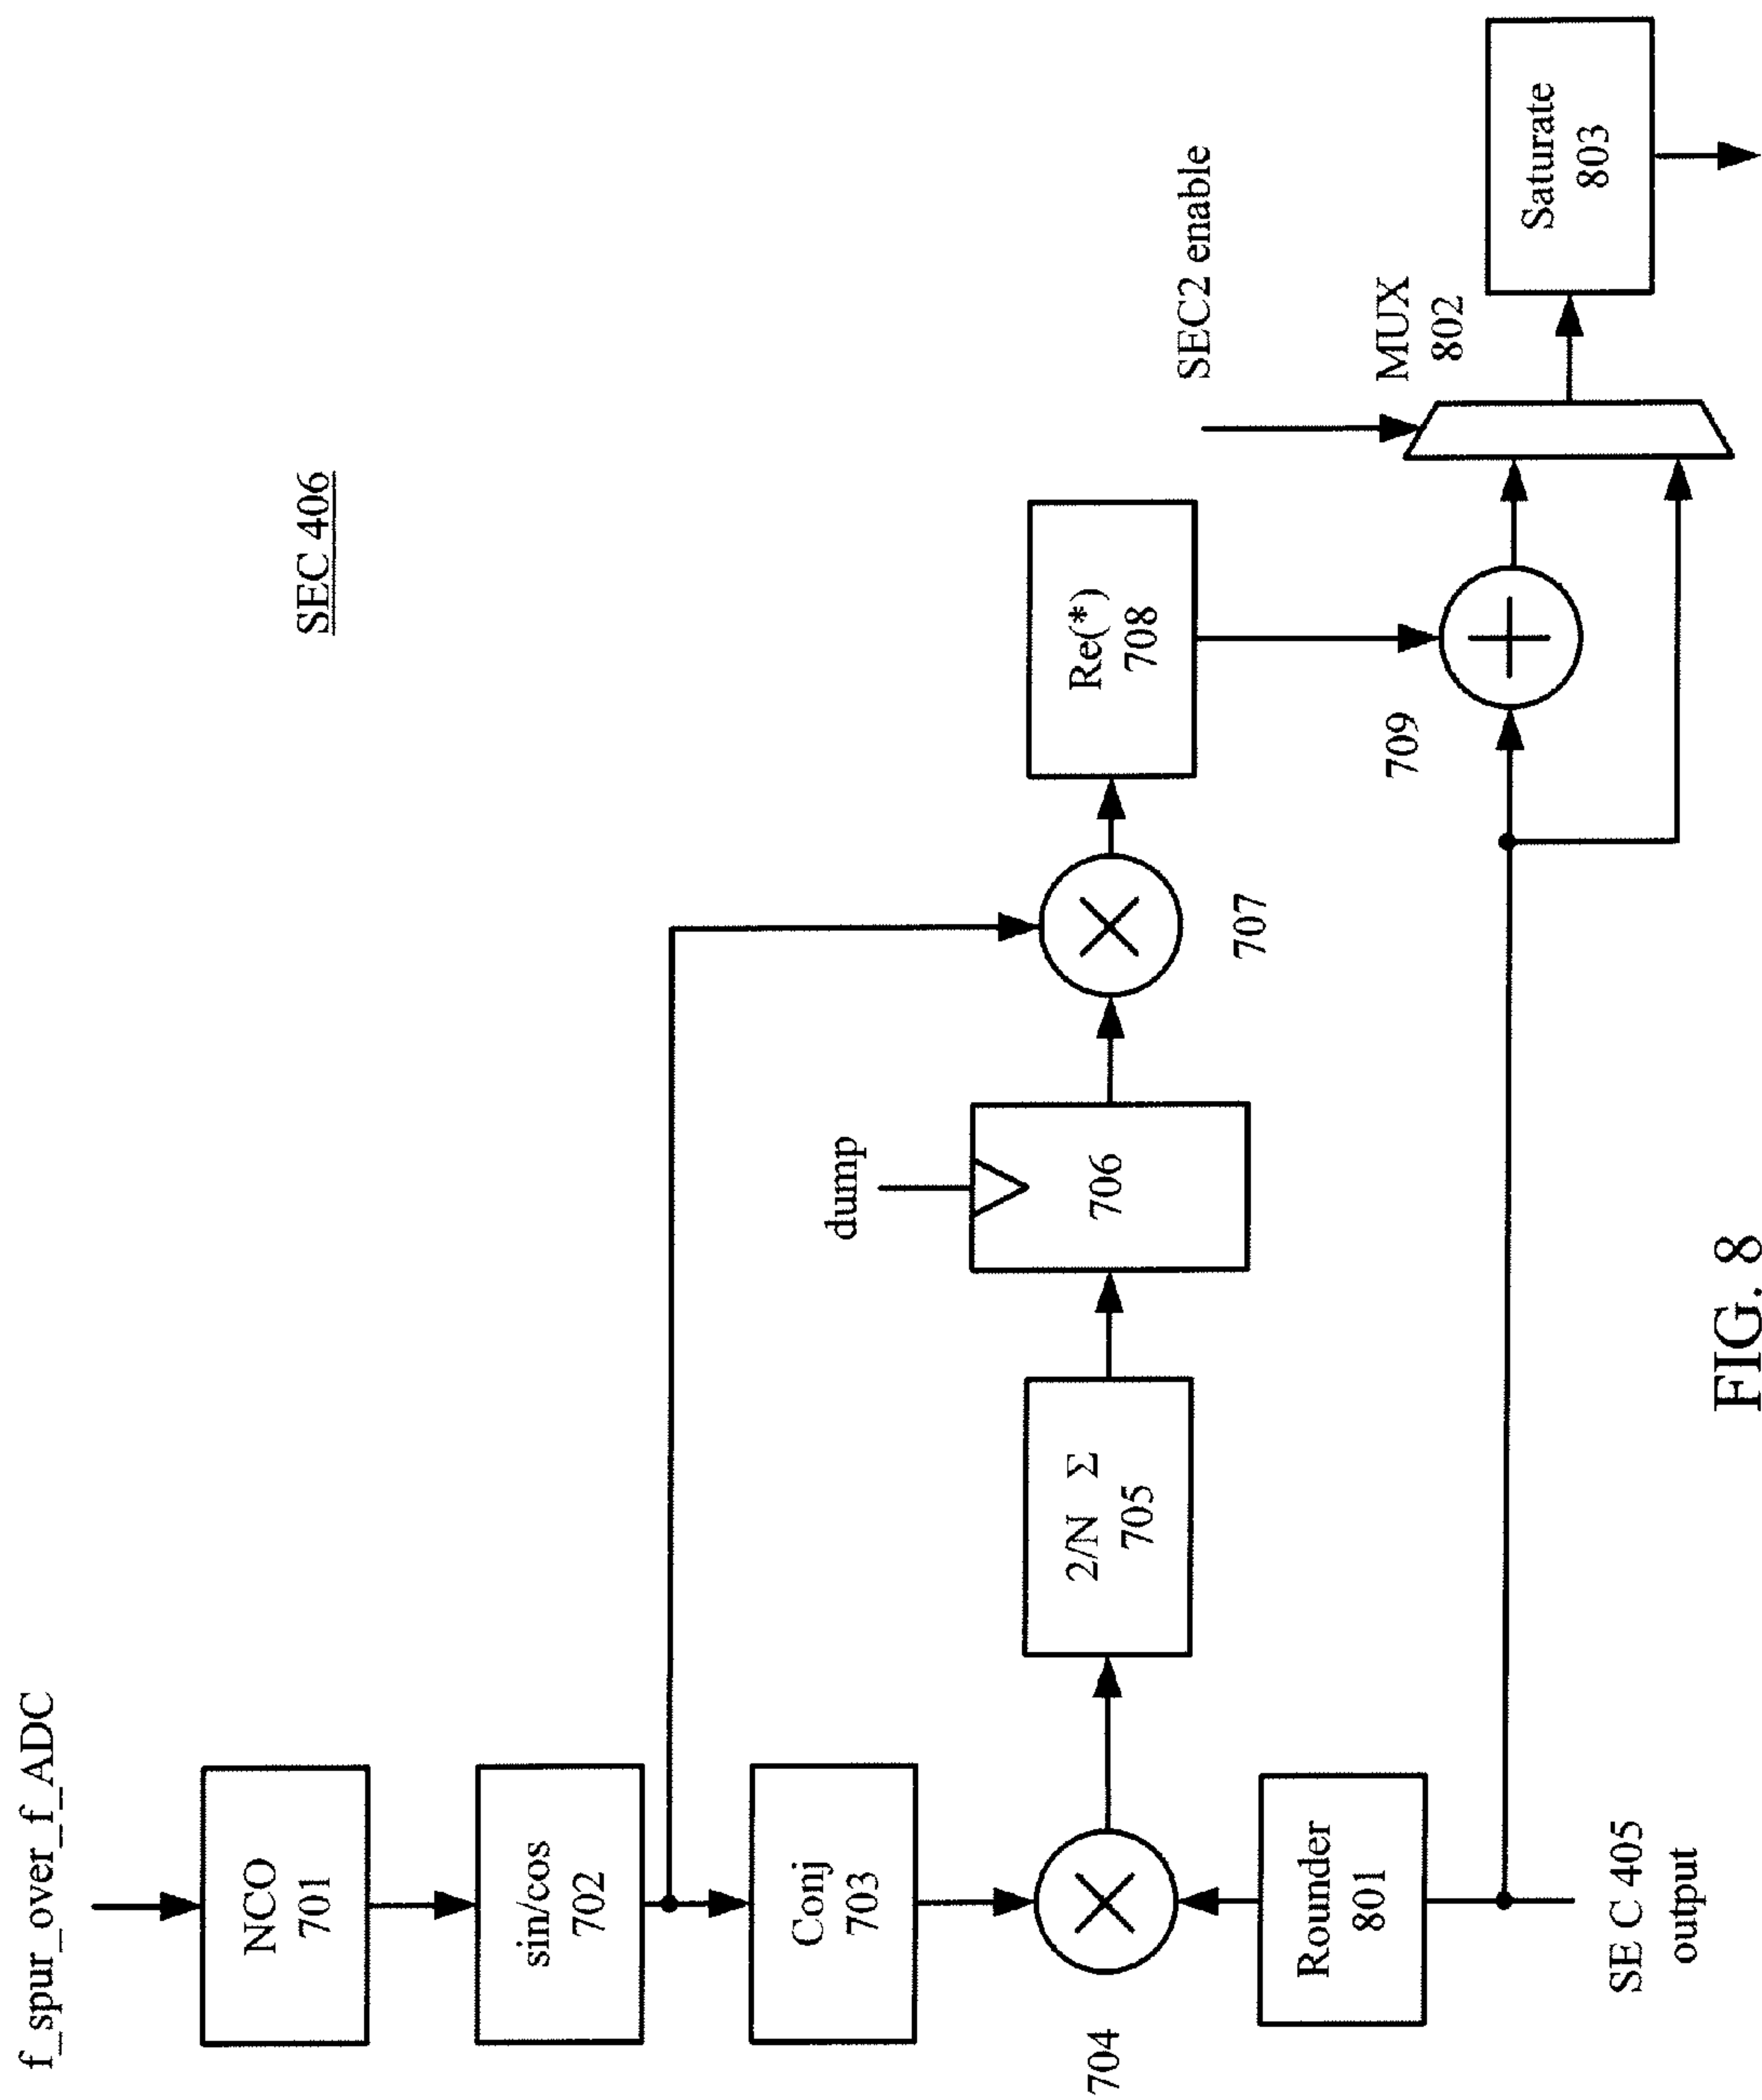 SEC 406
f_spur_over_f_ADC
NCO
701
sin/cos
702
Conj
703
704
Rounder
801
SE C 405
output
2/N Σ
705
dump
706
707
Re(*)
708
709
SEC2 enable
MUX
802
Saturate
803
FIG. 8